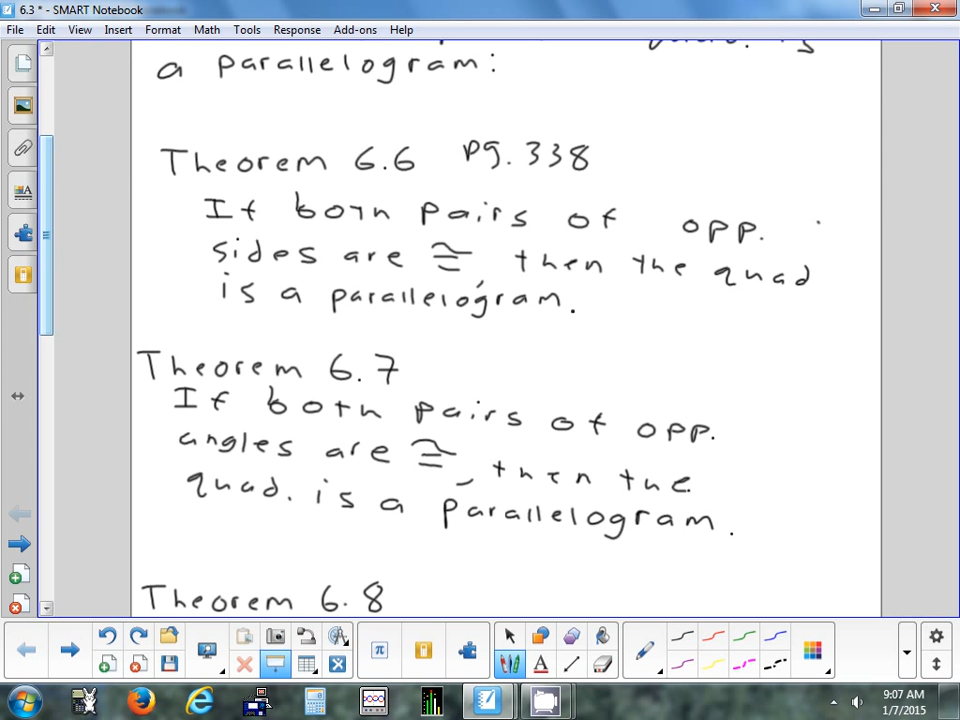 6.3 * - SMART Notebook
File Edit View Insert Format Math Tools Response Add-ons Help
is
a parallelogram:
Theorem 6.6 pg. 338
If both pairs of opp.
sides are ≅, then the quad
is a parallelogram.
Theorem 6.7
If both pairs of opp.
angles are ≅, then the
quad. is a parallelogram.
Theorem 6.8
9:07 AM
1/7/2015